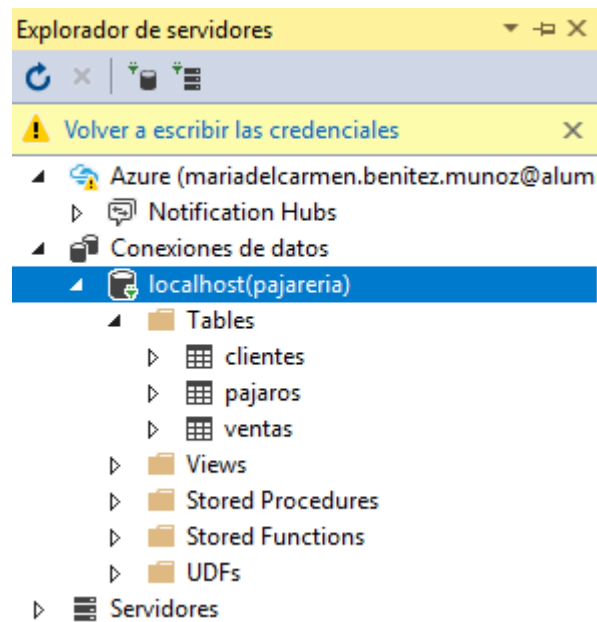 Explorador de servidores
Volver a escribir las credenciales
Azure (mariadelcarmen.benitez.munoz@alum
Notification Hubs
Conexiones de datos
localhost(pajareria)
Tables
clientes
pajaros
ventas
Views
Stored Procedures
Stored Functions
UDFs
Servidores